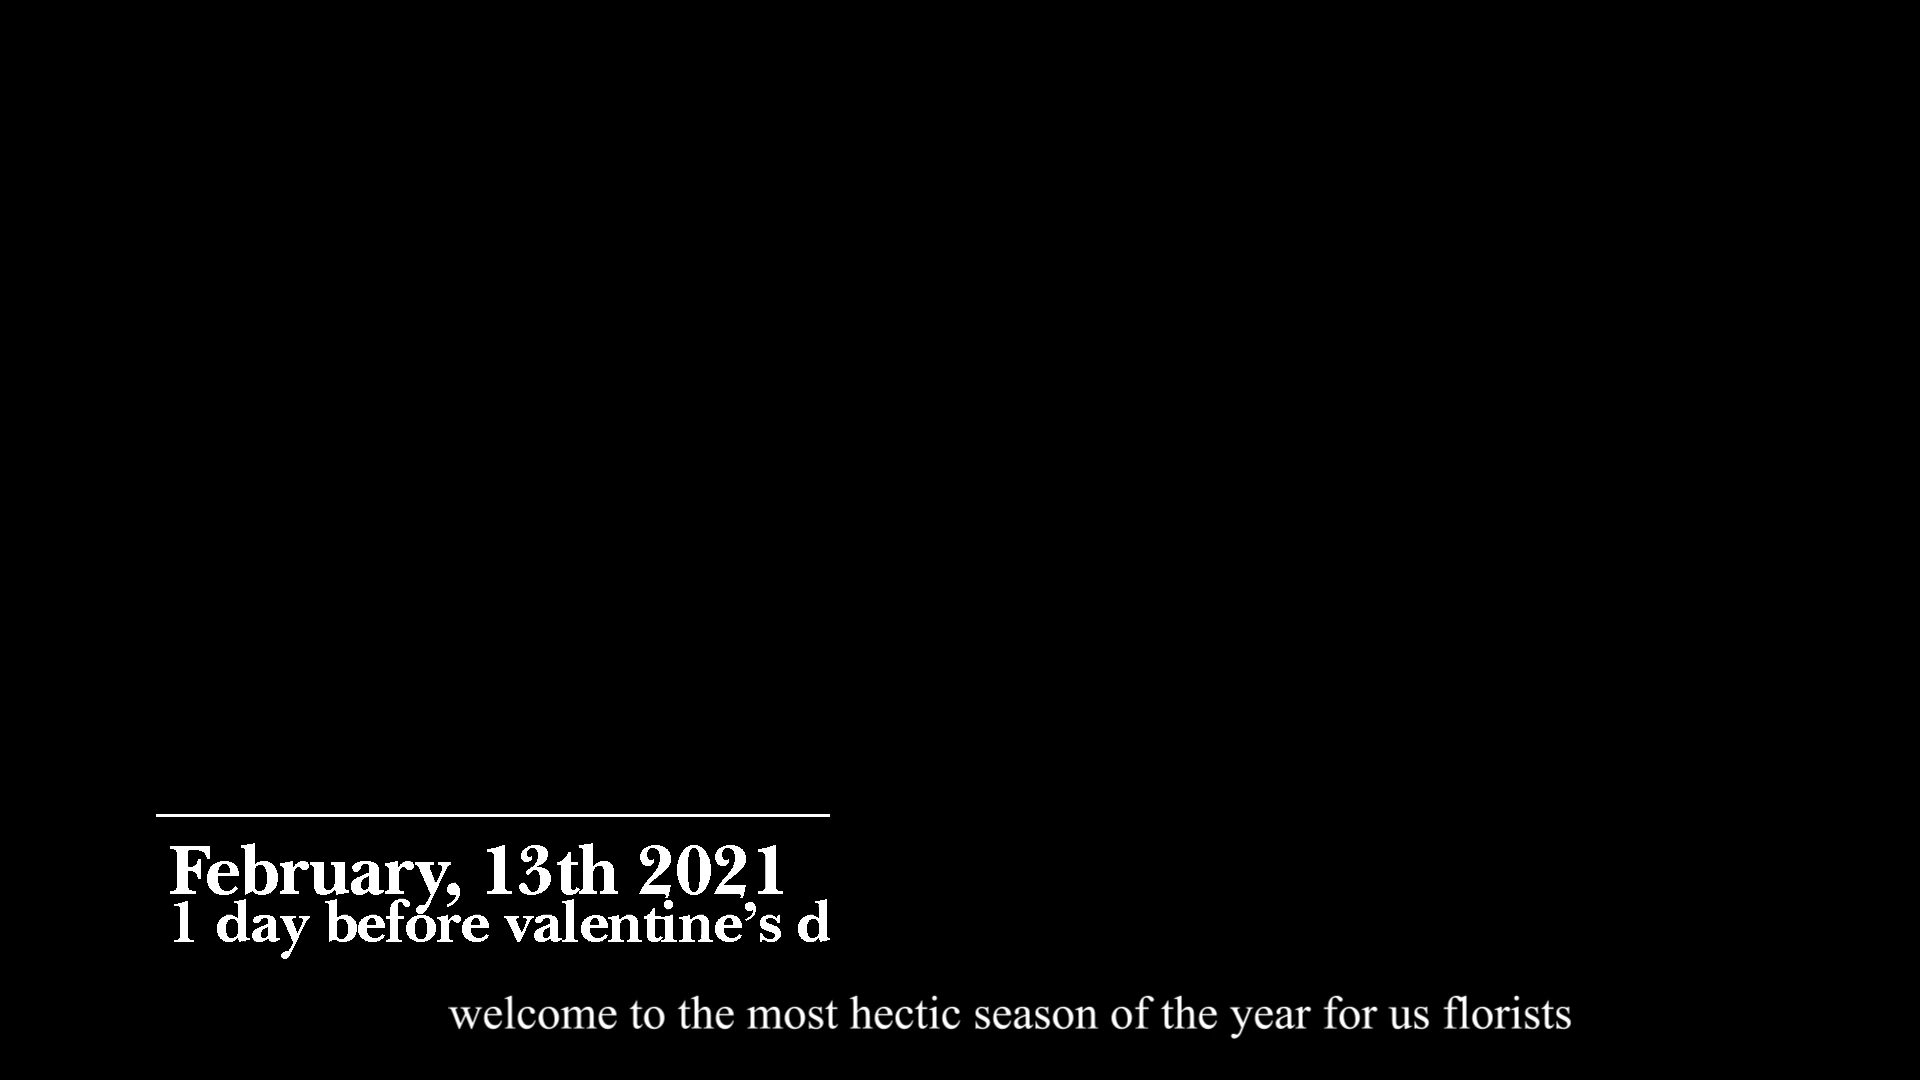 February, 13th 2021
1 day before valentine’s d
welcome to the most hectic season of the year for us florists